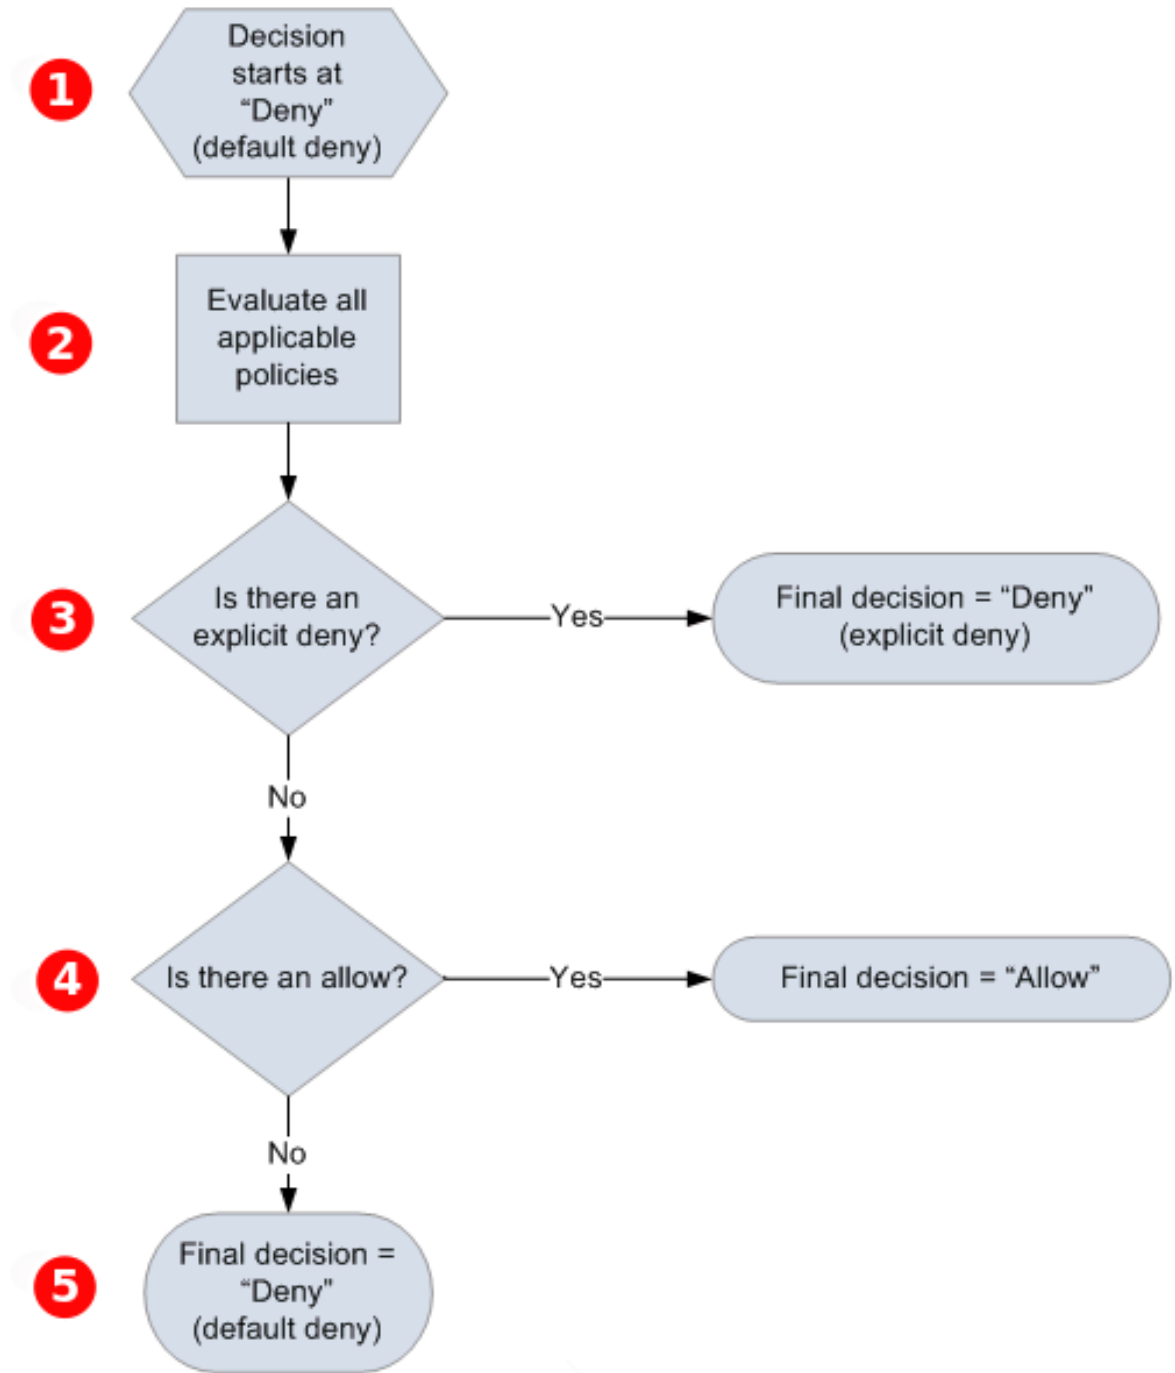 1
Decision
starts at
“Deny”
(default deny)
2
Evaluate all
applicable
policies
3
Is there an
explicit deny?
Yes
Final decision = “Deny”
(explicit deny)
No
4
Is there an allow?
Yes
Final decision = “Allow”
No
5
Final decision =
“Deny”
(default deny)